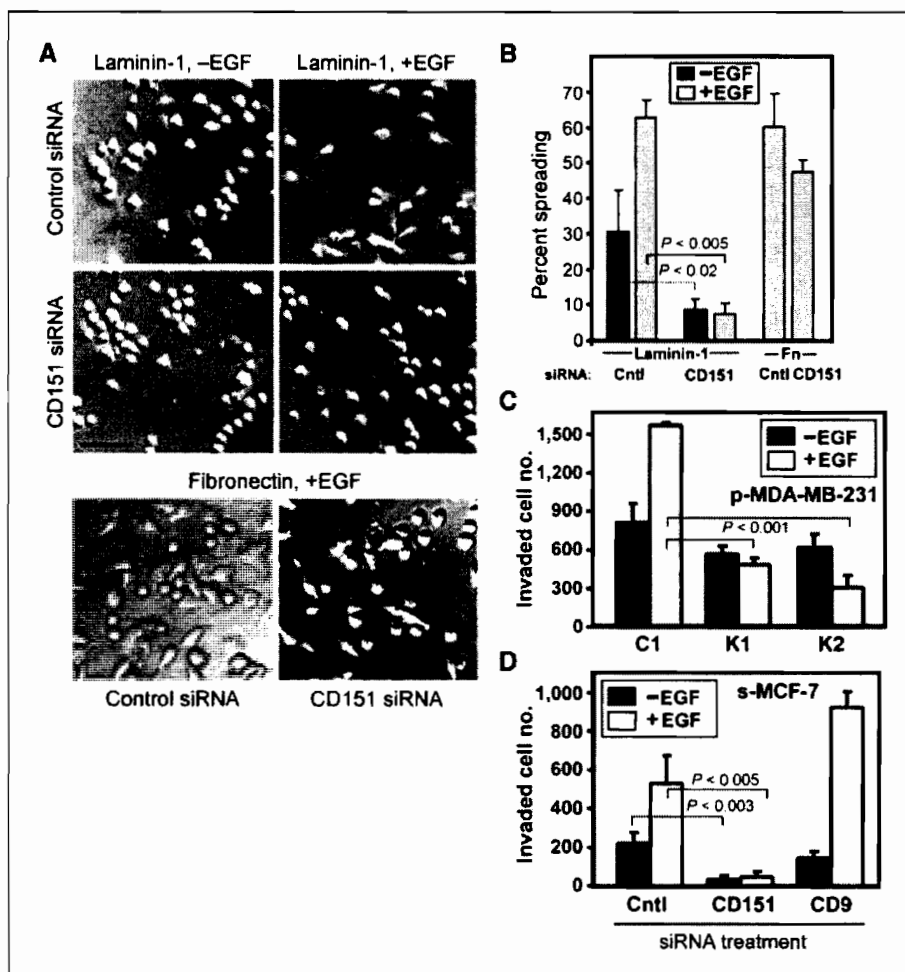 A
Laminin-1, –EGF
Laminin-1, +EGF
Control siRNA
CD151 siRNA
Fibronectin, +EGF
Control siRNA
CD151 siRNA
B
–EGF
+EGF
Percent spreading
70
60
50
40
30
20
10
0
P < 0.005
P < 0.02
Laminin-1
Fn
siRNA: Cntl CD151 Cntl CD151
C
–EGF
+EGF
p-MDA-MB-231
Invaded cell no.
1,500
1,200
900
600
300
0
P < 0.001
C1 K1 K2
D
s-MCF-7
–EGF
+EGF
Invaded cell no.
1,000
800
600
400
200
0
P < 0 005
P < 0.003
Cntl CD151 CD9
siRNA treatment